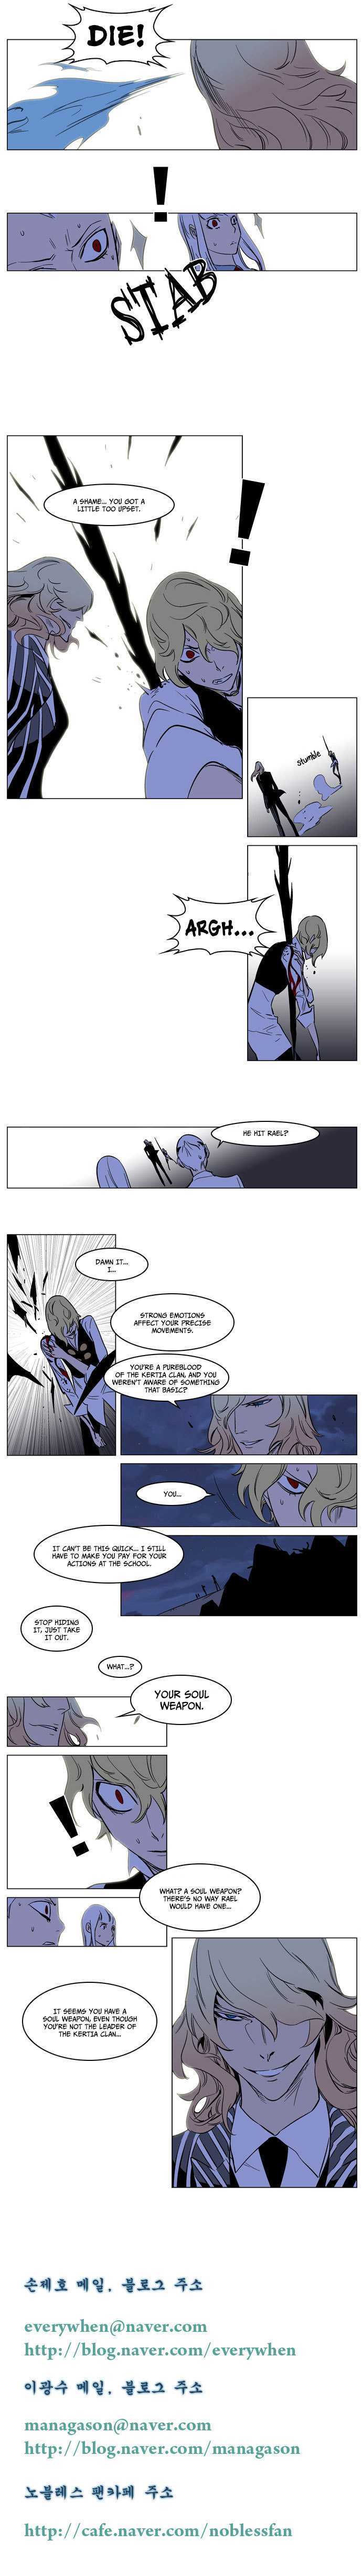 DIE!
!
STAB
A SHAME... YOU GOT A
LITTLE TOO UPSET.
!
stumble
ARGH...
HE HIT RAEL?
DAMN IT...
I...
STRONG EMOTIONS
AFFECT YOUR PRECISE
MOVEMENTS.
YOU'RE A PUREBLOOD
OF THE KERTIA CLAN, AND YOU
WEREN'T AWARE OF SOMETHING
THAT BASIC?
YOU...
IT CAN'T BE THIS QUICK... I STILL
HAVE TO MAKE YOU PAY FOR YOUR
ACTIONS AT THE SCHOOL.
STOP HIDING
IT, JUST TAKE
IT OUT.
WHAT...?
YOUR SOUL
WEAPON.
!
WHAT? A SOUL WEAPON?
THERE'S NO WAY RAEL
WOULD HAVE ONE...
IT SEEMS YOU HAVE A
SOUL WEAPON, EVEN THOUGH
YOU'RE NOT THE LEADER OF
THE KERTIA CLAN...
손제호 메일, 블로그 주소
everywhen@naver.com
http://blog.naver.com/everywhen
이광수 메일, 블로그 주소
managason@naver.com
http://blog.naver.com/managason
노블레스 팬카페 주소
http://cafe.naver.com/noblessfan